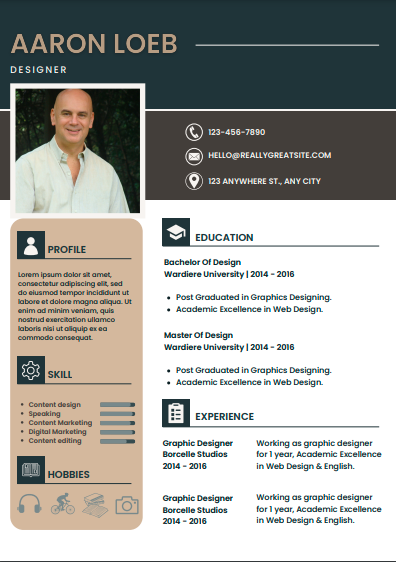 AARON LOEB
DESIGNER
123-456-7890
HELLO@REALLYGREATSITE.COM
123 ANYWHERE ST., ANY CITY
PROFILE
Lorem ipsum dolor sit amet,
consectetur adipiscing elit, sed
do eiusmod tempor incididunt ut
labore et dolore magna aliqua. Ut
enim ad minim veniam, quis
nostrud exercitation ullamco
laboris nisi ut aliquip ex ea
commodo consequat.
SKILL
• Content design
• Speaking
• Content Marketing
• Digital Marketing
• Content editing
HOBBIES
EDUCATION
Bachelor Of Design
Wardiere University | 2014 - 2016
• Post Graduated in Graphics Designing.
• Academic Excellence in Web Design.
Master Of Design
Wardiere University | 2014 - 2016
• Post Graduated in Graphics Designing.
• Academic Excellence in Web Design.
EXPERIENCE
Graphic Designer
Borcelle Studios
2014 - 2016
Working as graphic designer
for 1 year, Academic Excellence
in Web Design & English.
Graphic Designer
Borcelle Studios
2014 - 2016
Working as graphic designer
for 1 year, Academic Excellence
in Web Design & English.